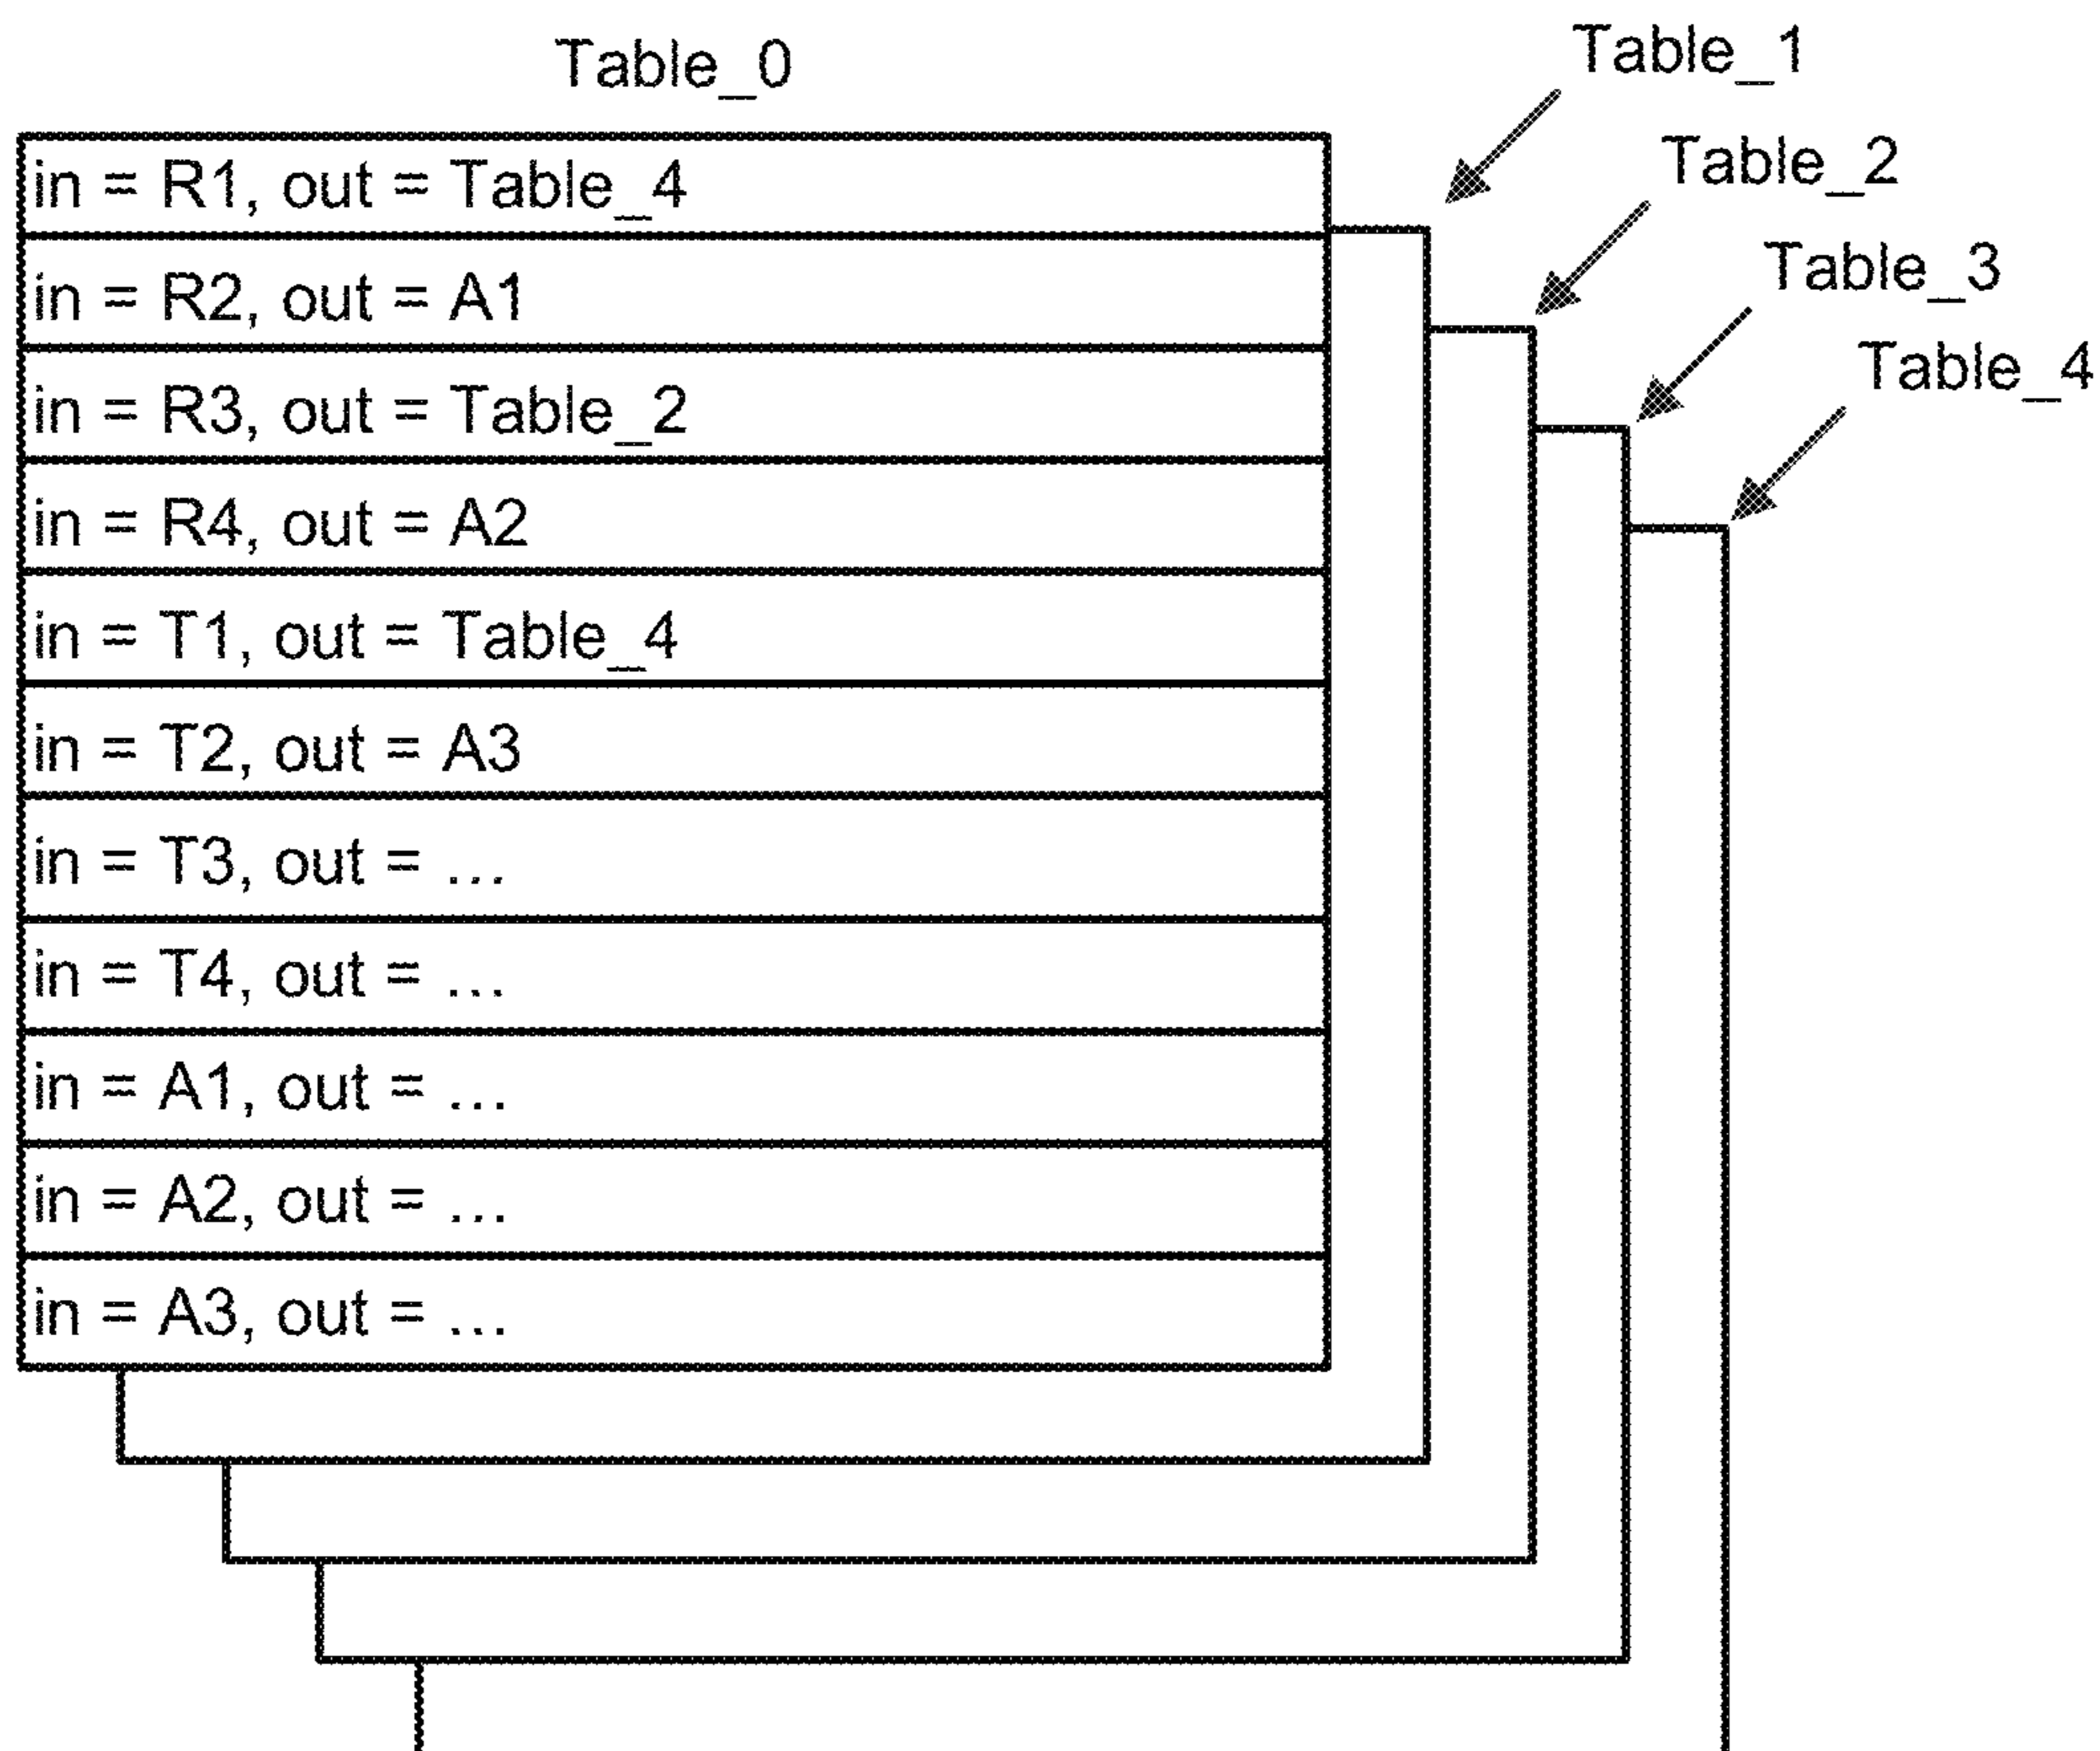 Table_0
Table_1
Table_2
Table_3
Table_4
in = R1, out = Table_4
in = R2, out = A1
in = R3, out = Table_2
in = R4, out = A2
in = T1, out = Table_4
in = T2, out = A3
in = T3, out = ...
in = T4, out = ...
in = A1, out = ...
in = A2, out = ...
in = A3, out = ...